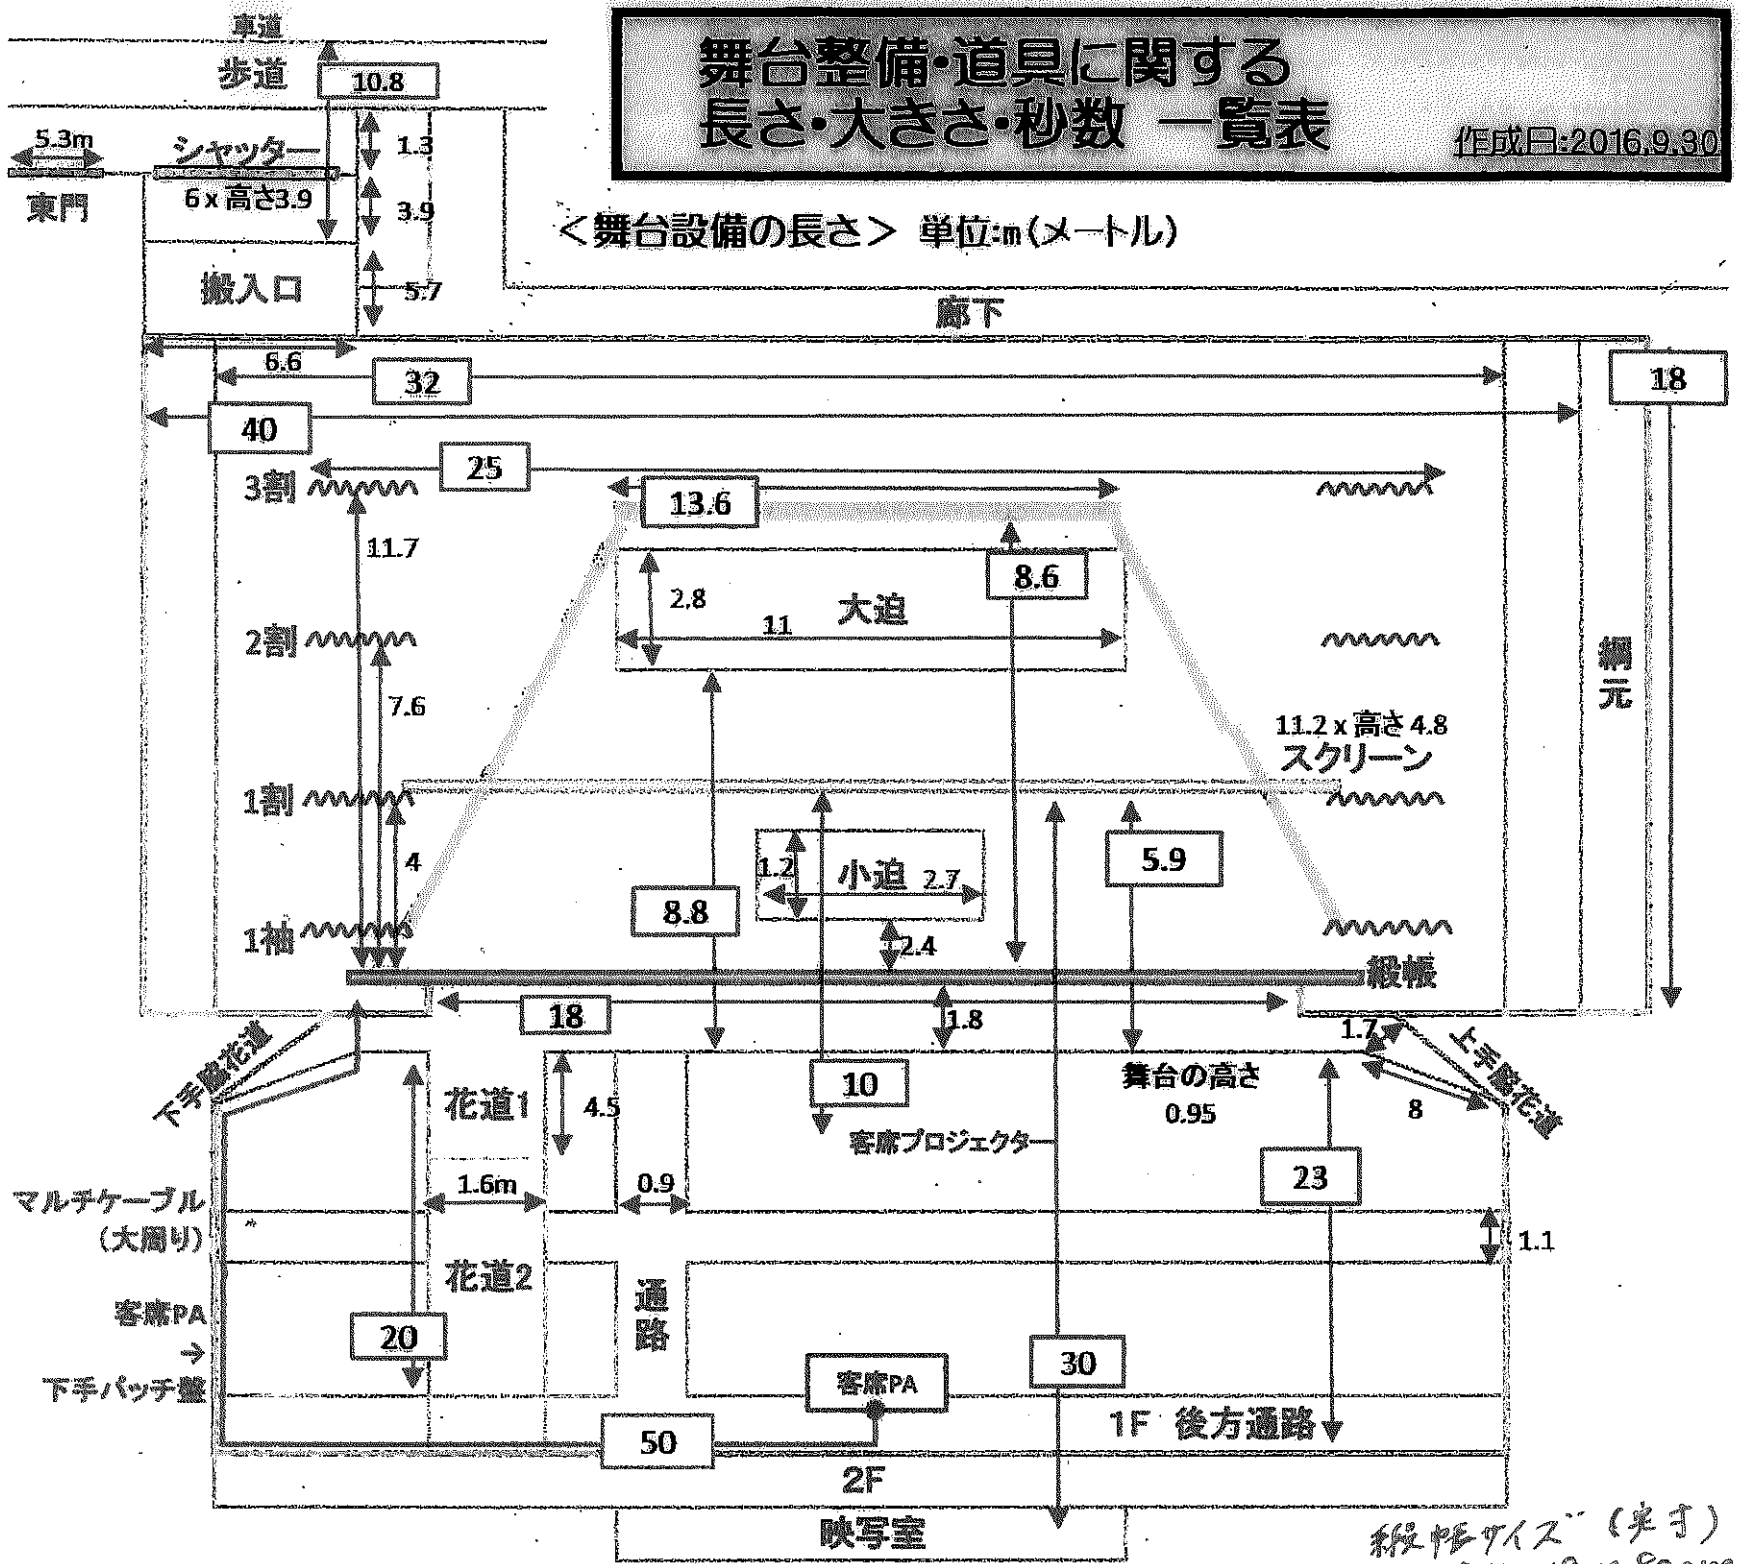 舞台整備・道具に関する
長さ・大きさ・秒数 一覧表
作成日:2016.9.30
<舞台設備の長さ> 単位:m(メートル)
車道
歩道
10.8
5.3m
シャッター
1.3
東門
6 x 高さ3.9
3.9
搬入口
5.7
廊下
6.6
32
18
40
25
3割
13.6
11.7
8.6
2.8
大迫
11
2割
綱元
7.6
11.2 x 高さ 4.8
スクリーン
1割
4
1.2
小迫
2.7
5.9
8.8
1袖
2.4
緞帳
18
1.8
1.7
下手脇花道
上手脇花道
花道1
4.5
10
舞台の高さ
0.95
8
客席プロジェクタ
1.6m
0.9
23
マルチケーブル
(大周り)
1.1
花道2
通路
客席PA
→
下手パッチ盤
20
30
客席PA
50
1F 後方通路
2F
映写室
緞帳サイズ (実寸)